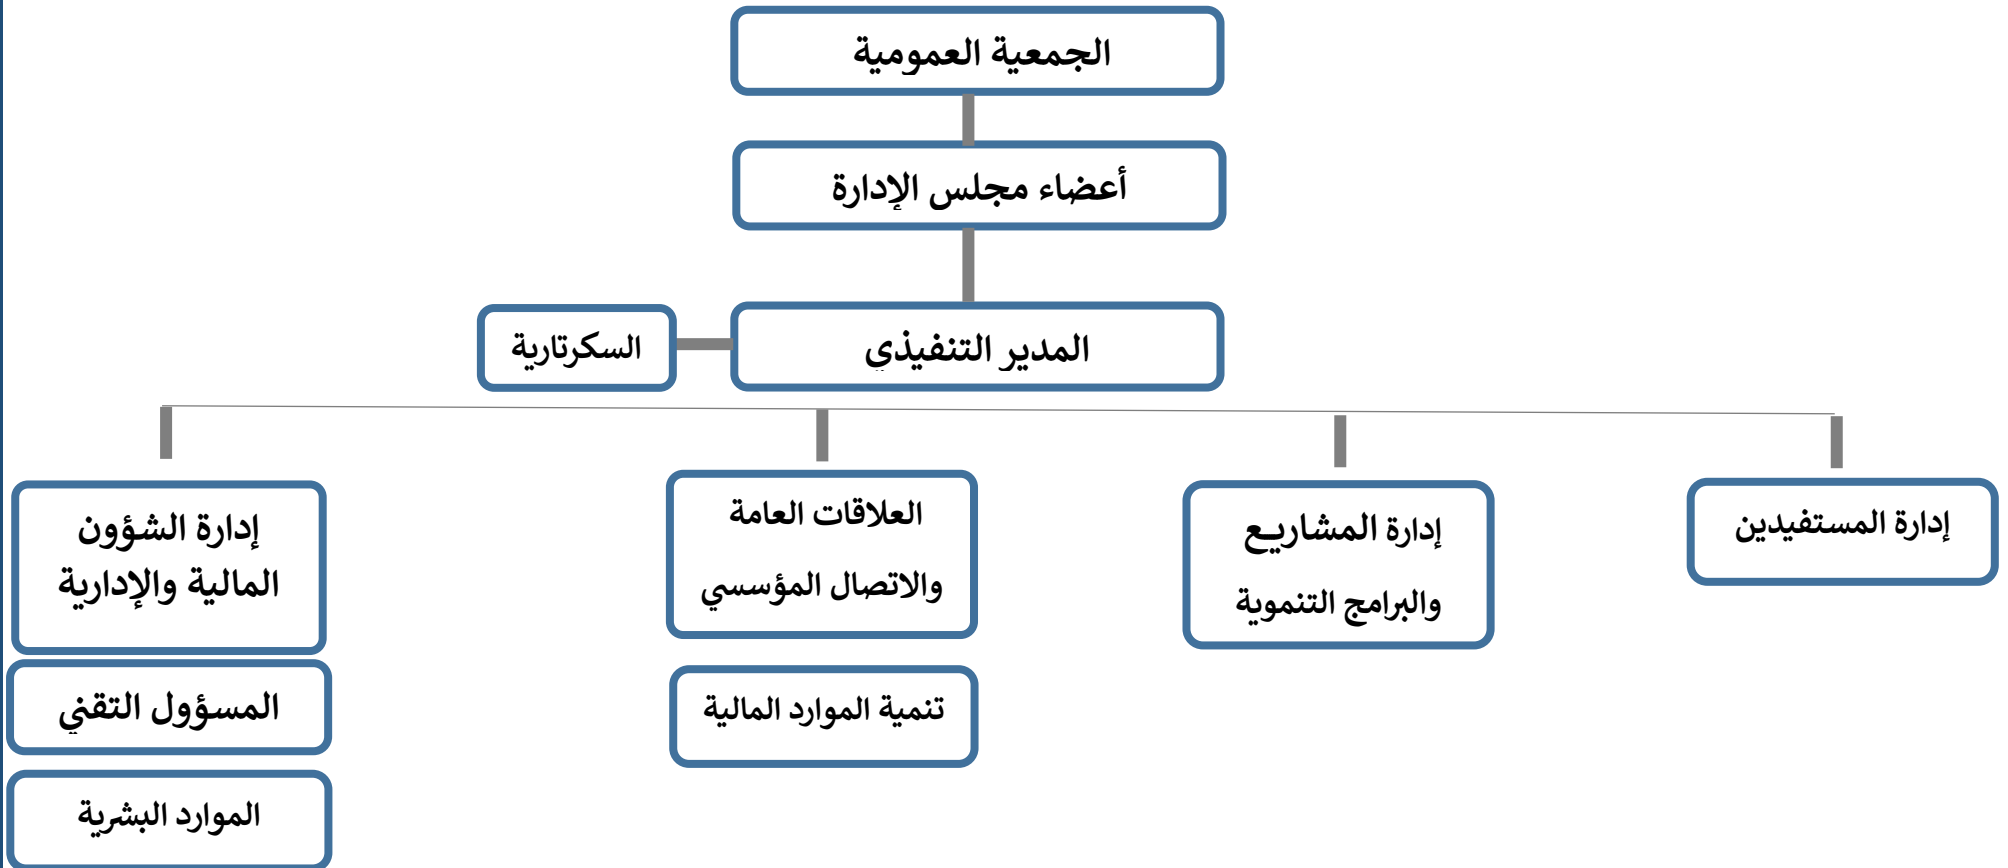 الجمعية العمومية
أعضاء مجلس الإدارة
المدير التنفيذي
السكرتارية
إدارة المستفيدين
إدارة المشاريع
والبرامج التنموية
العلاقات العامة
والاتصال المؤسسي
تنمية الموارد المالية
إدارة الشؤون
المالية والإدارية
المسؤول التقني
الموارد البشرية